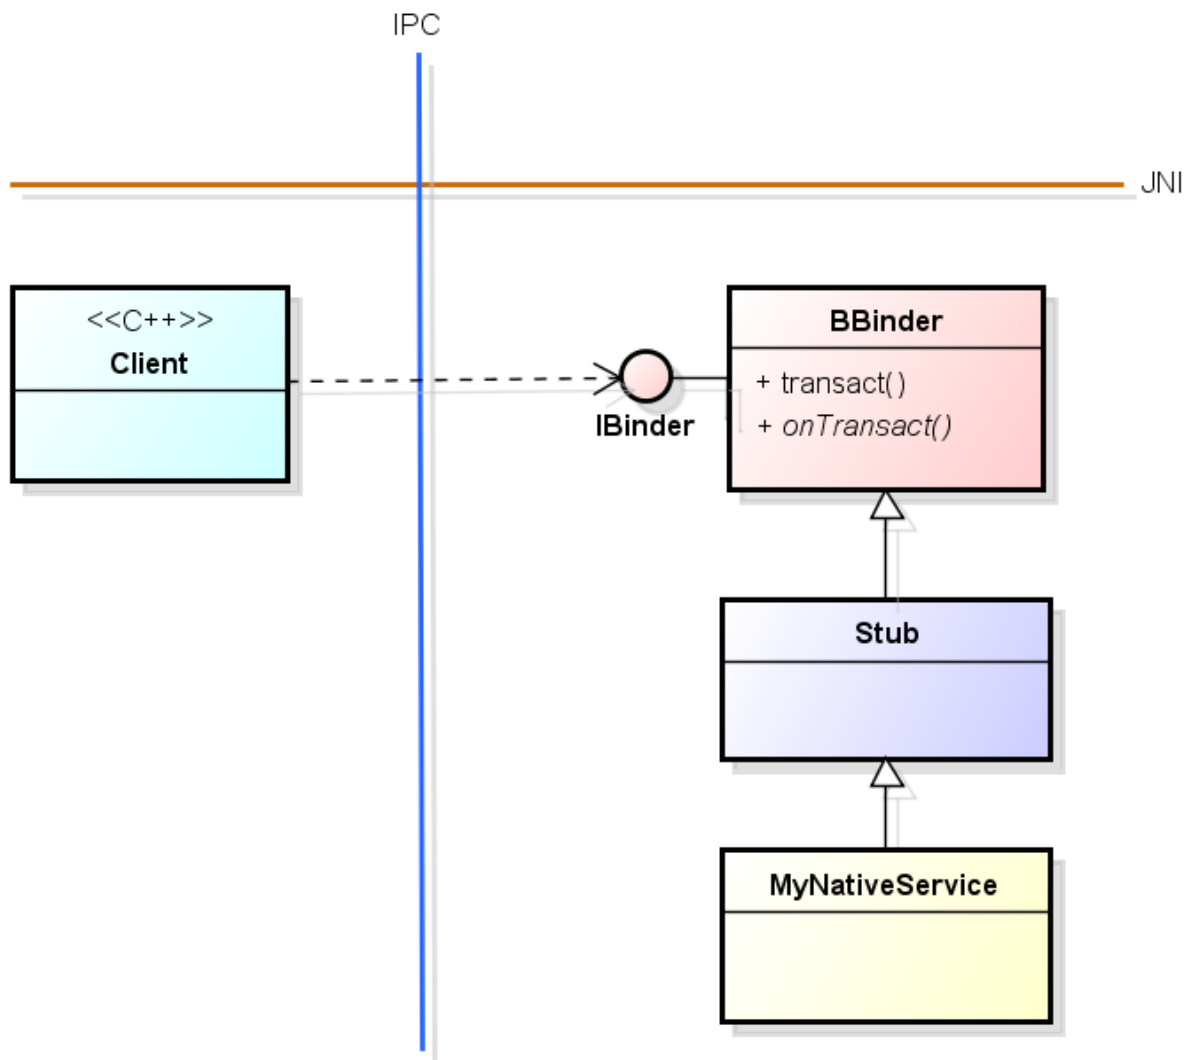 IPC
JNI
<<C++>>
Client
BBinder
+ transact()
+ onTransact()
IBinder
Stub
MyNativeService